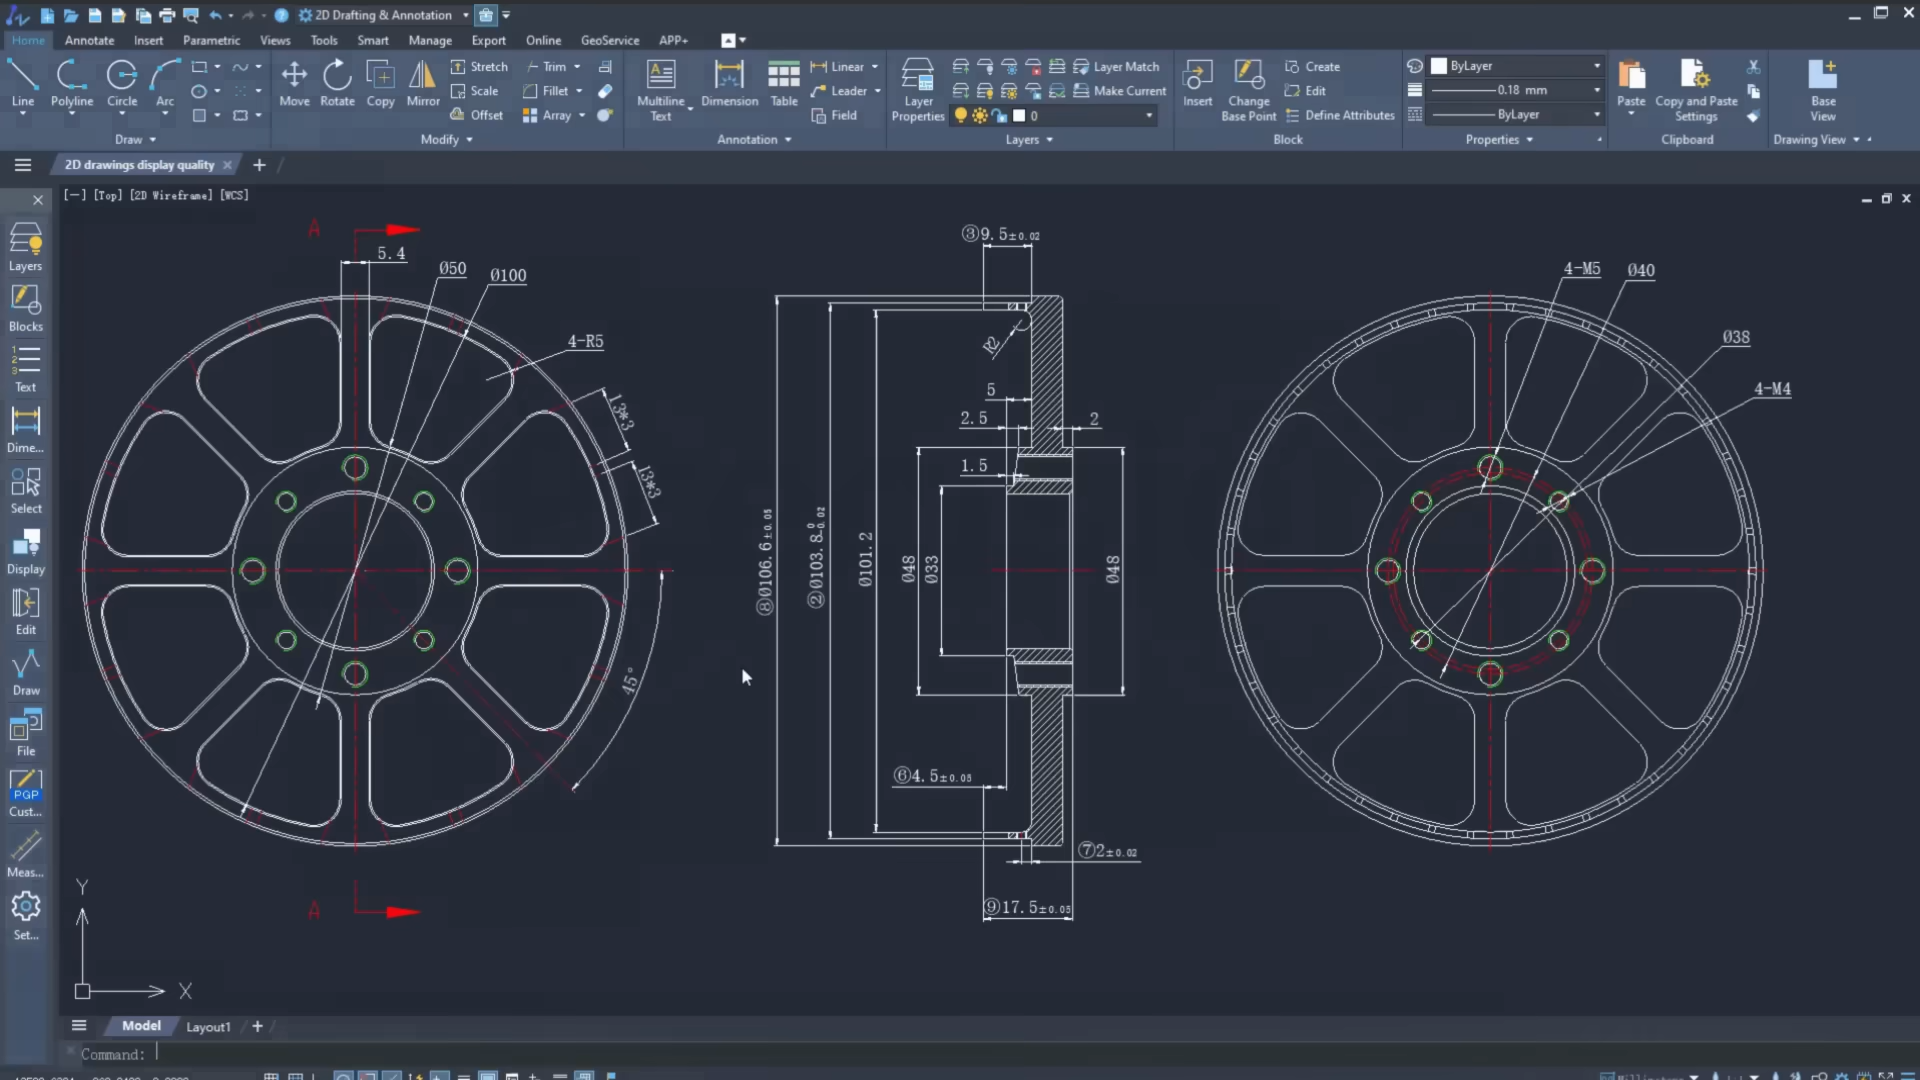 2D Drafting & Annotation
Home Annotate Insert Parametric Views Tools Smart Manage Export Online GeoService APP+
Line Polyline Circle Arc
Draw
Move Rotate Copy Mirror
Stretch Trim
Scale Fillet
Offset Array
Modify
Multiline Text Dimension Table
Linear
Leader
Field
Annotation
Layer Properties
Layer Match
Make Current
0
Layers
Insert Change Base Point
Create
Edit
Define Attributes
Block
ByLayer
0.18 mm
ByLayer
Properties
Paste Copy and Paste Settings
Clipboard
Base View
Drawing View
2D drawings display quality
[—] [Top] [2D Wireframe] [WCS]
Layers
Blocks
Text
Dime...
Select
Display
Edit
Draw
File
PGP
Cust...
Meas...
Set...
A
5.4
Ø50
Ø100
4-R5
13*3
13*3
45°
A
③9.5±0.02
R2
5
2.5
2
1.5
⑧Ø106.6±0.05
②Ø103.8 0 -0.02
Ø101.2
Ø48
Ø33
Ø48
⑥4.5±0.05
⑦2±0.02
⑨17.5±0.05
4-M5
Ø40
Ø38
4-M4
Y
X
Model Layout1
Command: